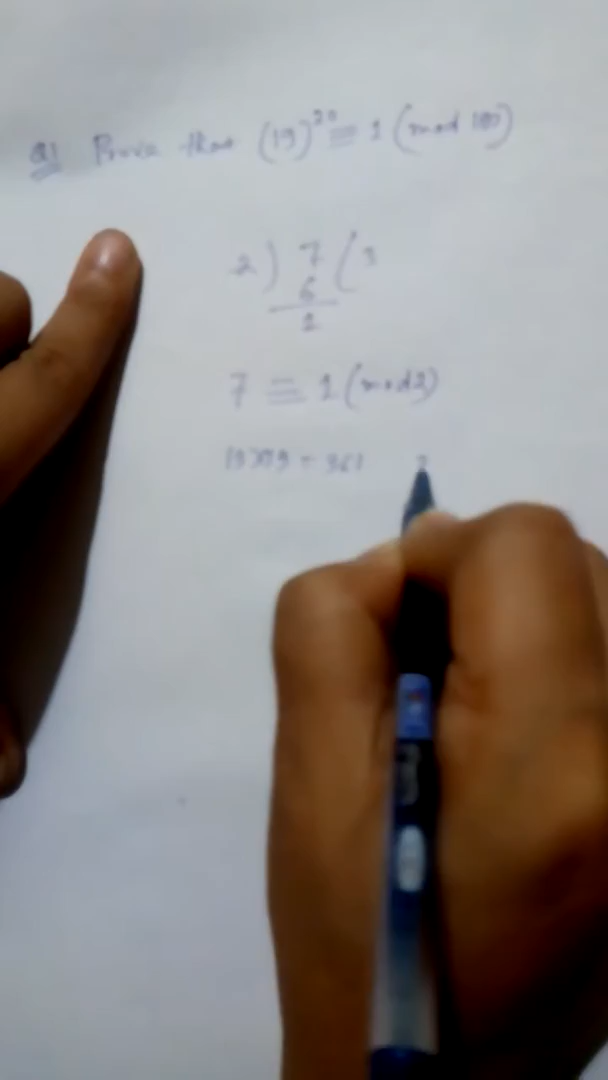 Q1 Prove that (19)^20 ≡ 1 (mod 100)
2) 7 (3
6
1
7 ≡ 1 (mod 2)
19×19 = 361